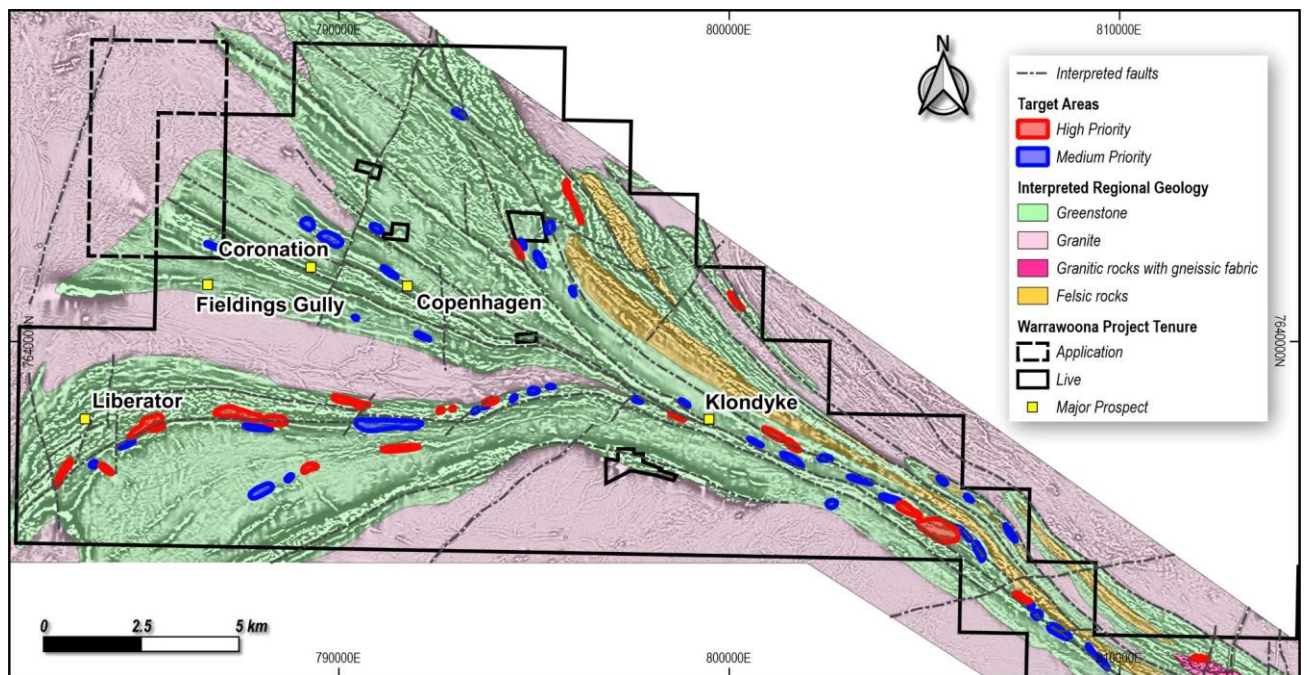 790000E
800000E
810000E
N
Interpreted faults
Target Areas
High Priority
Medium Priority
Interpreted Regional Geology
Greenstone
Granite
Granitic rocks with gneissic fabric
Felsic rocks
Warrawoona Project Tenure
Application
Live
Major Prospect
Coronation
Fieldings Gully
Copenhagen
7640000N
7640000N
Liberator
Klondyke
0 2.5 5 km
790000E
800000E
810000E